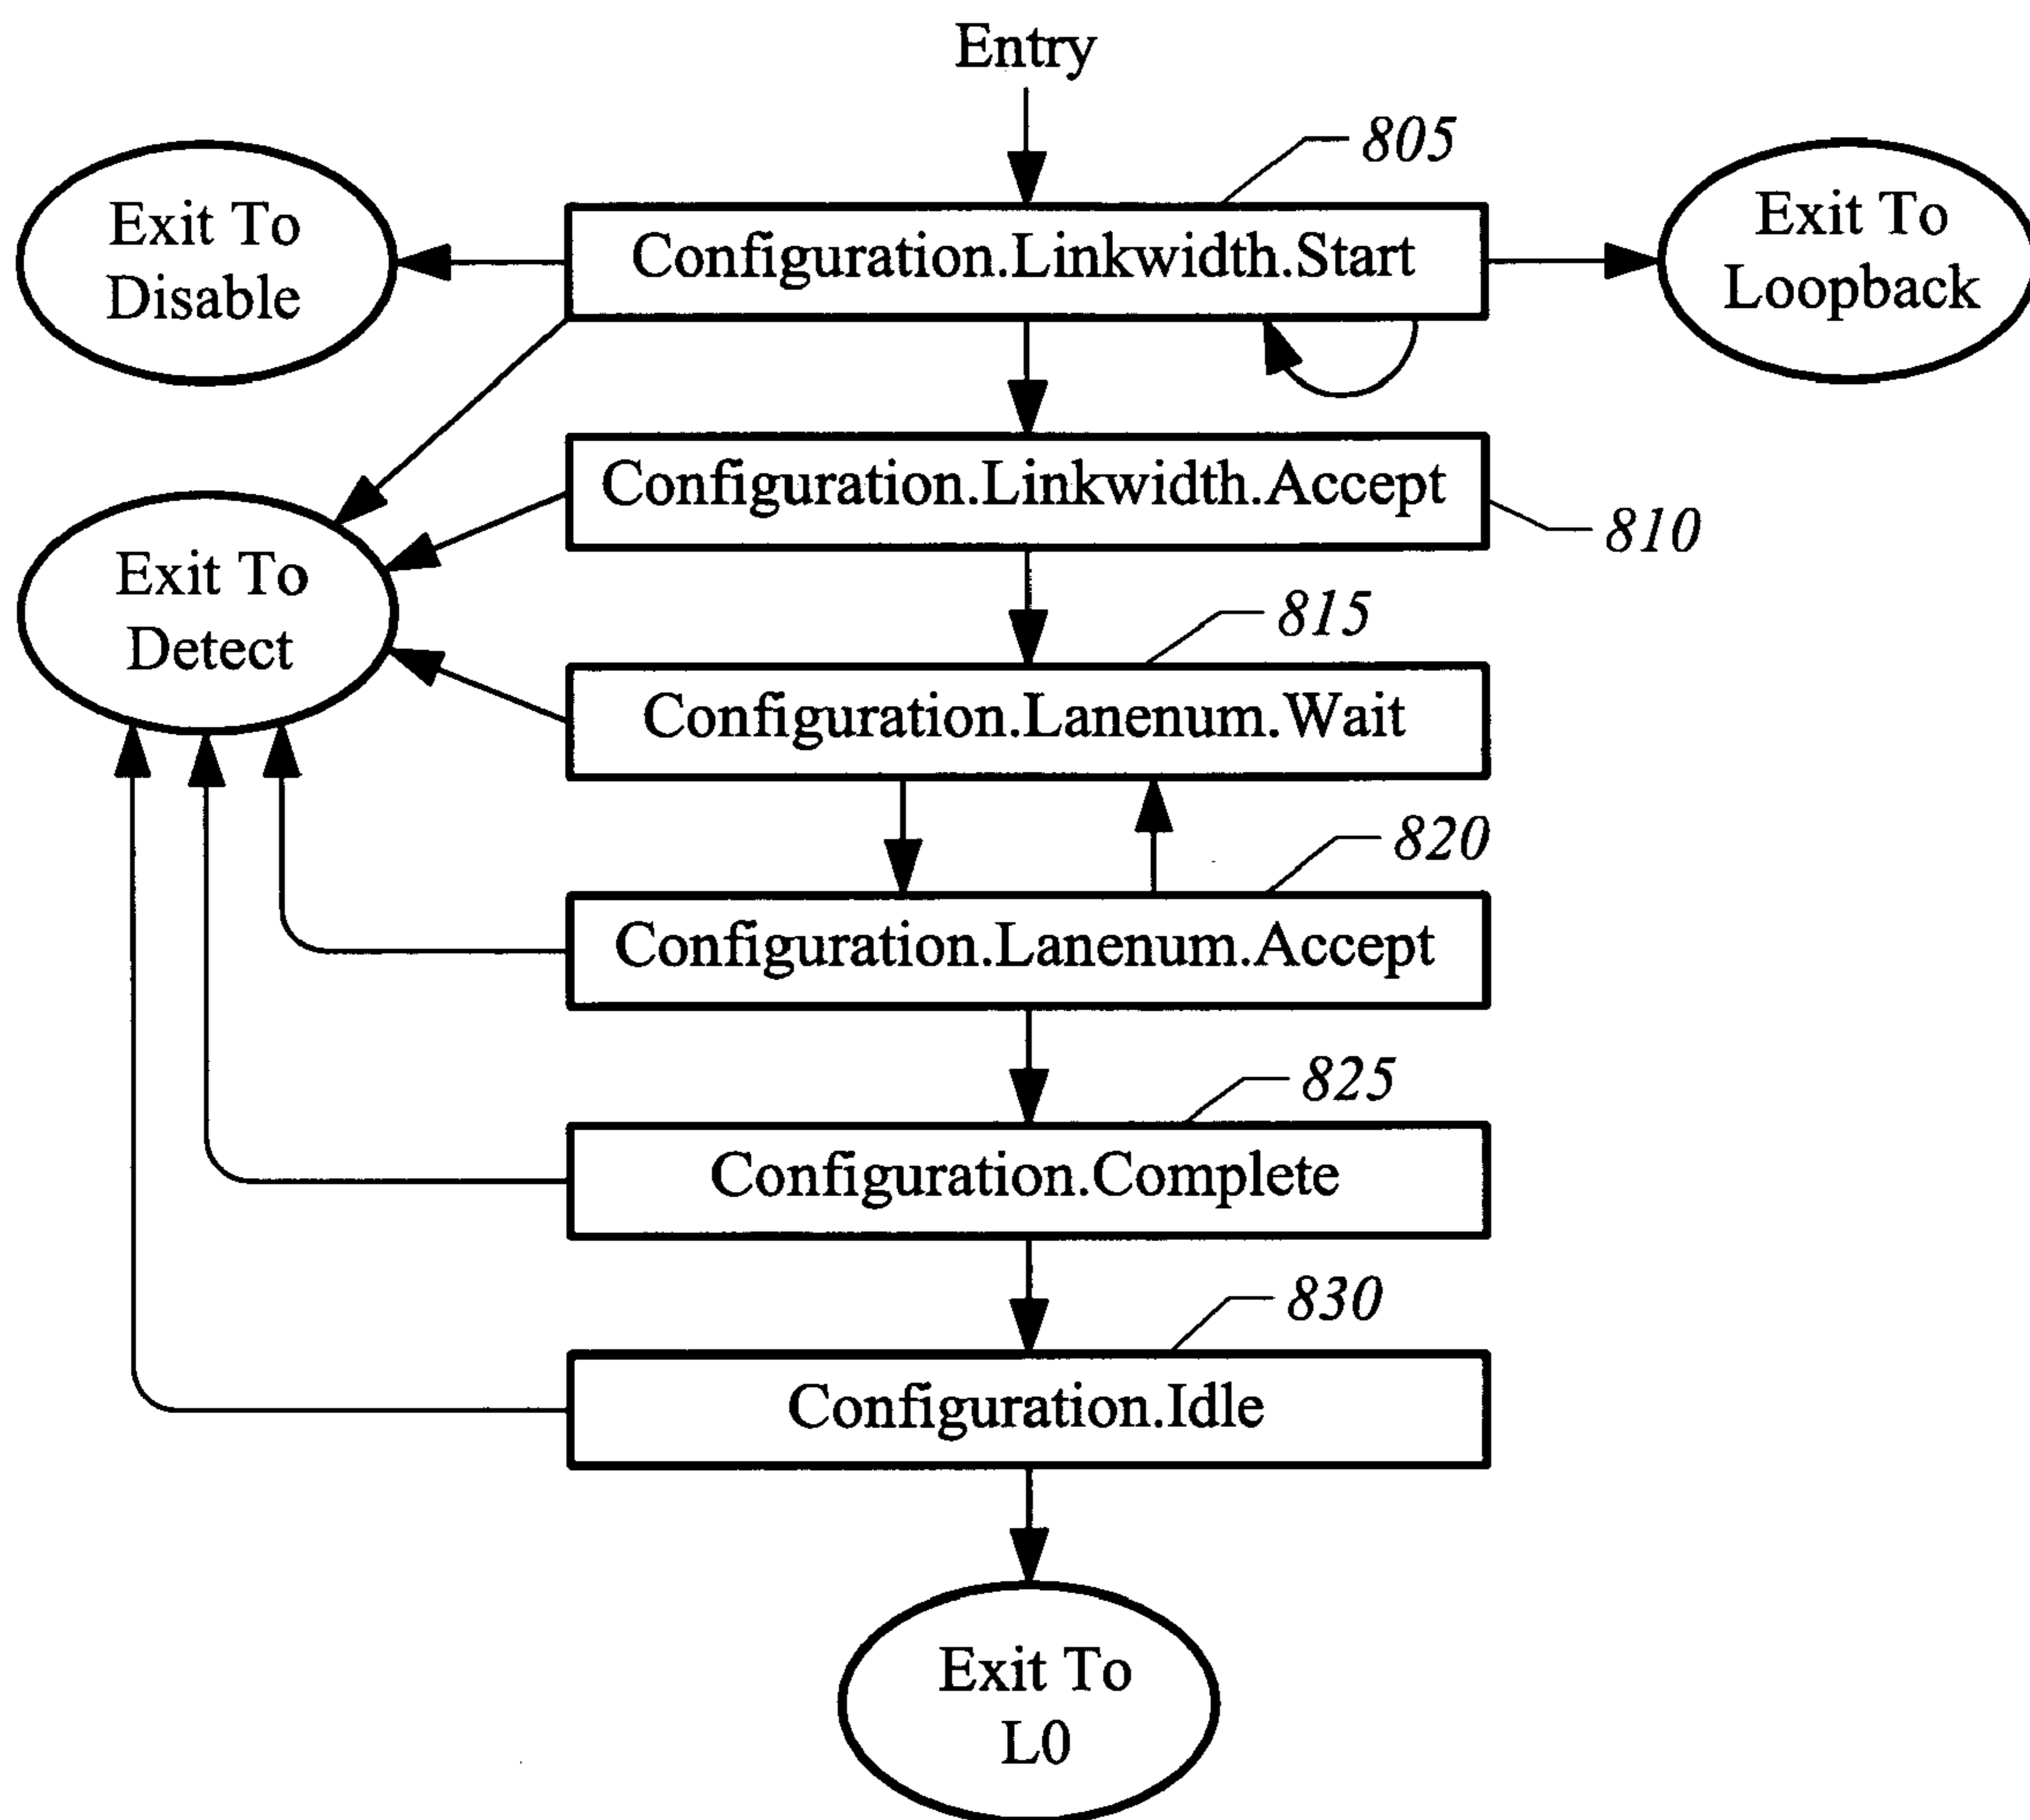 Entry
805
Exit To
Disable
Configuration.Linkwidth.Start
Exit To
Loopback
Configuration.Linkwidth.Accept
810
Exit To
Detect
815
Configuration.Lanenum.Wait
820
Configuration.Lanenum.Accept
825
Configuration.Complete
830
Configuration.Idle
Exit To
L0